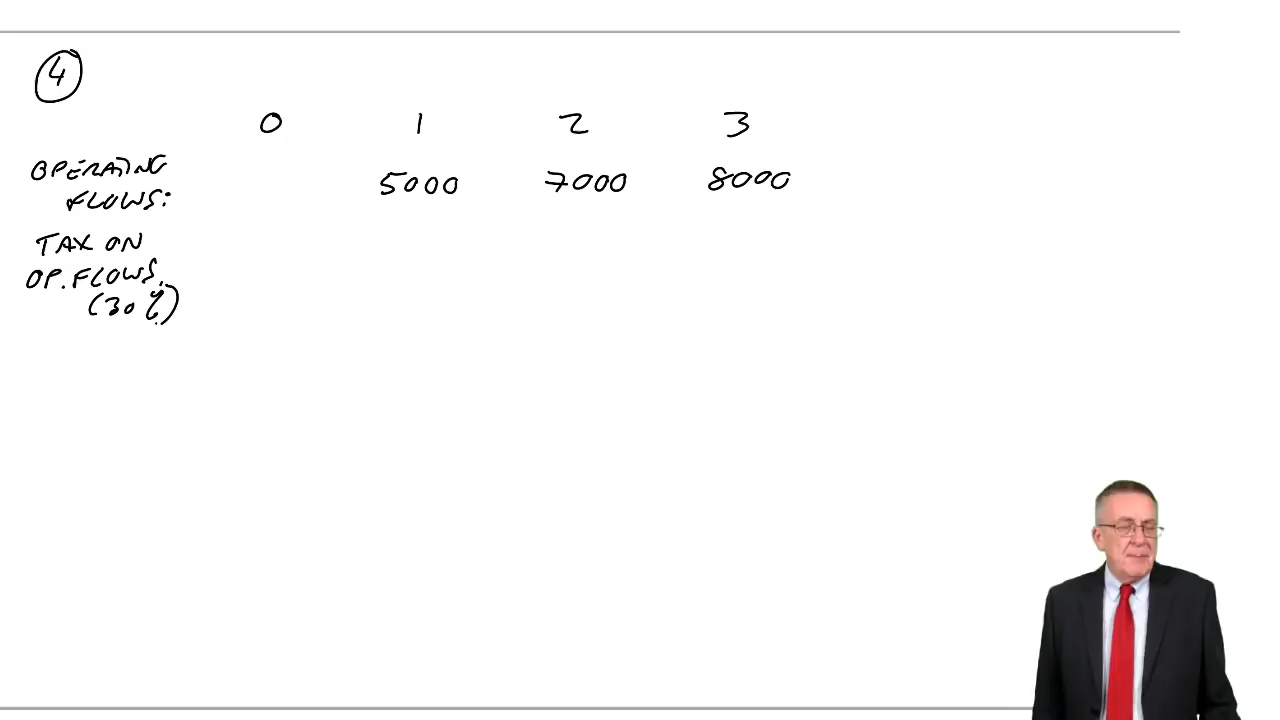 4
0 1 2 3
OPERATING 5000 7000 8000
FLOWS:
TAX ON
OP. FLOWS.
(30%)